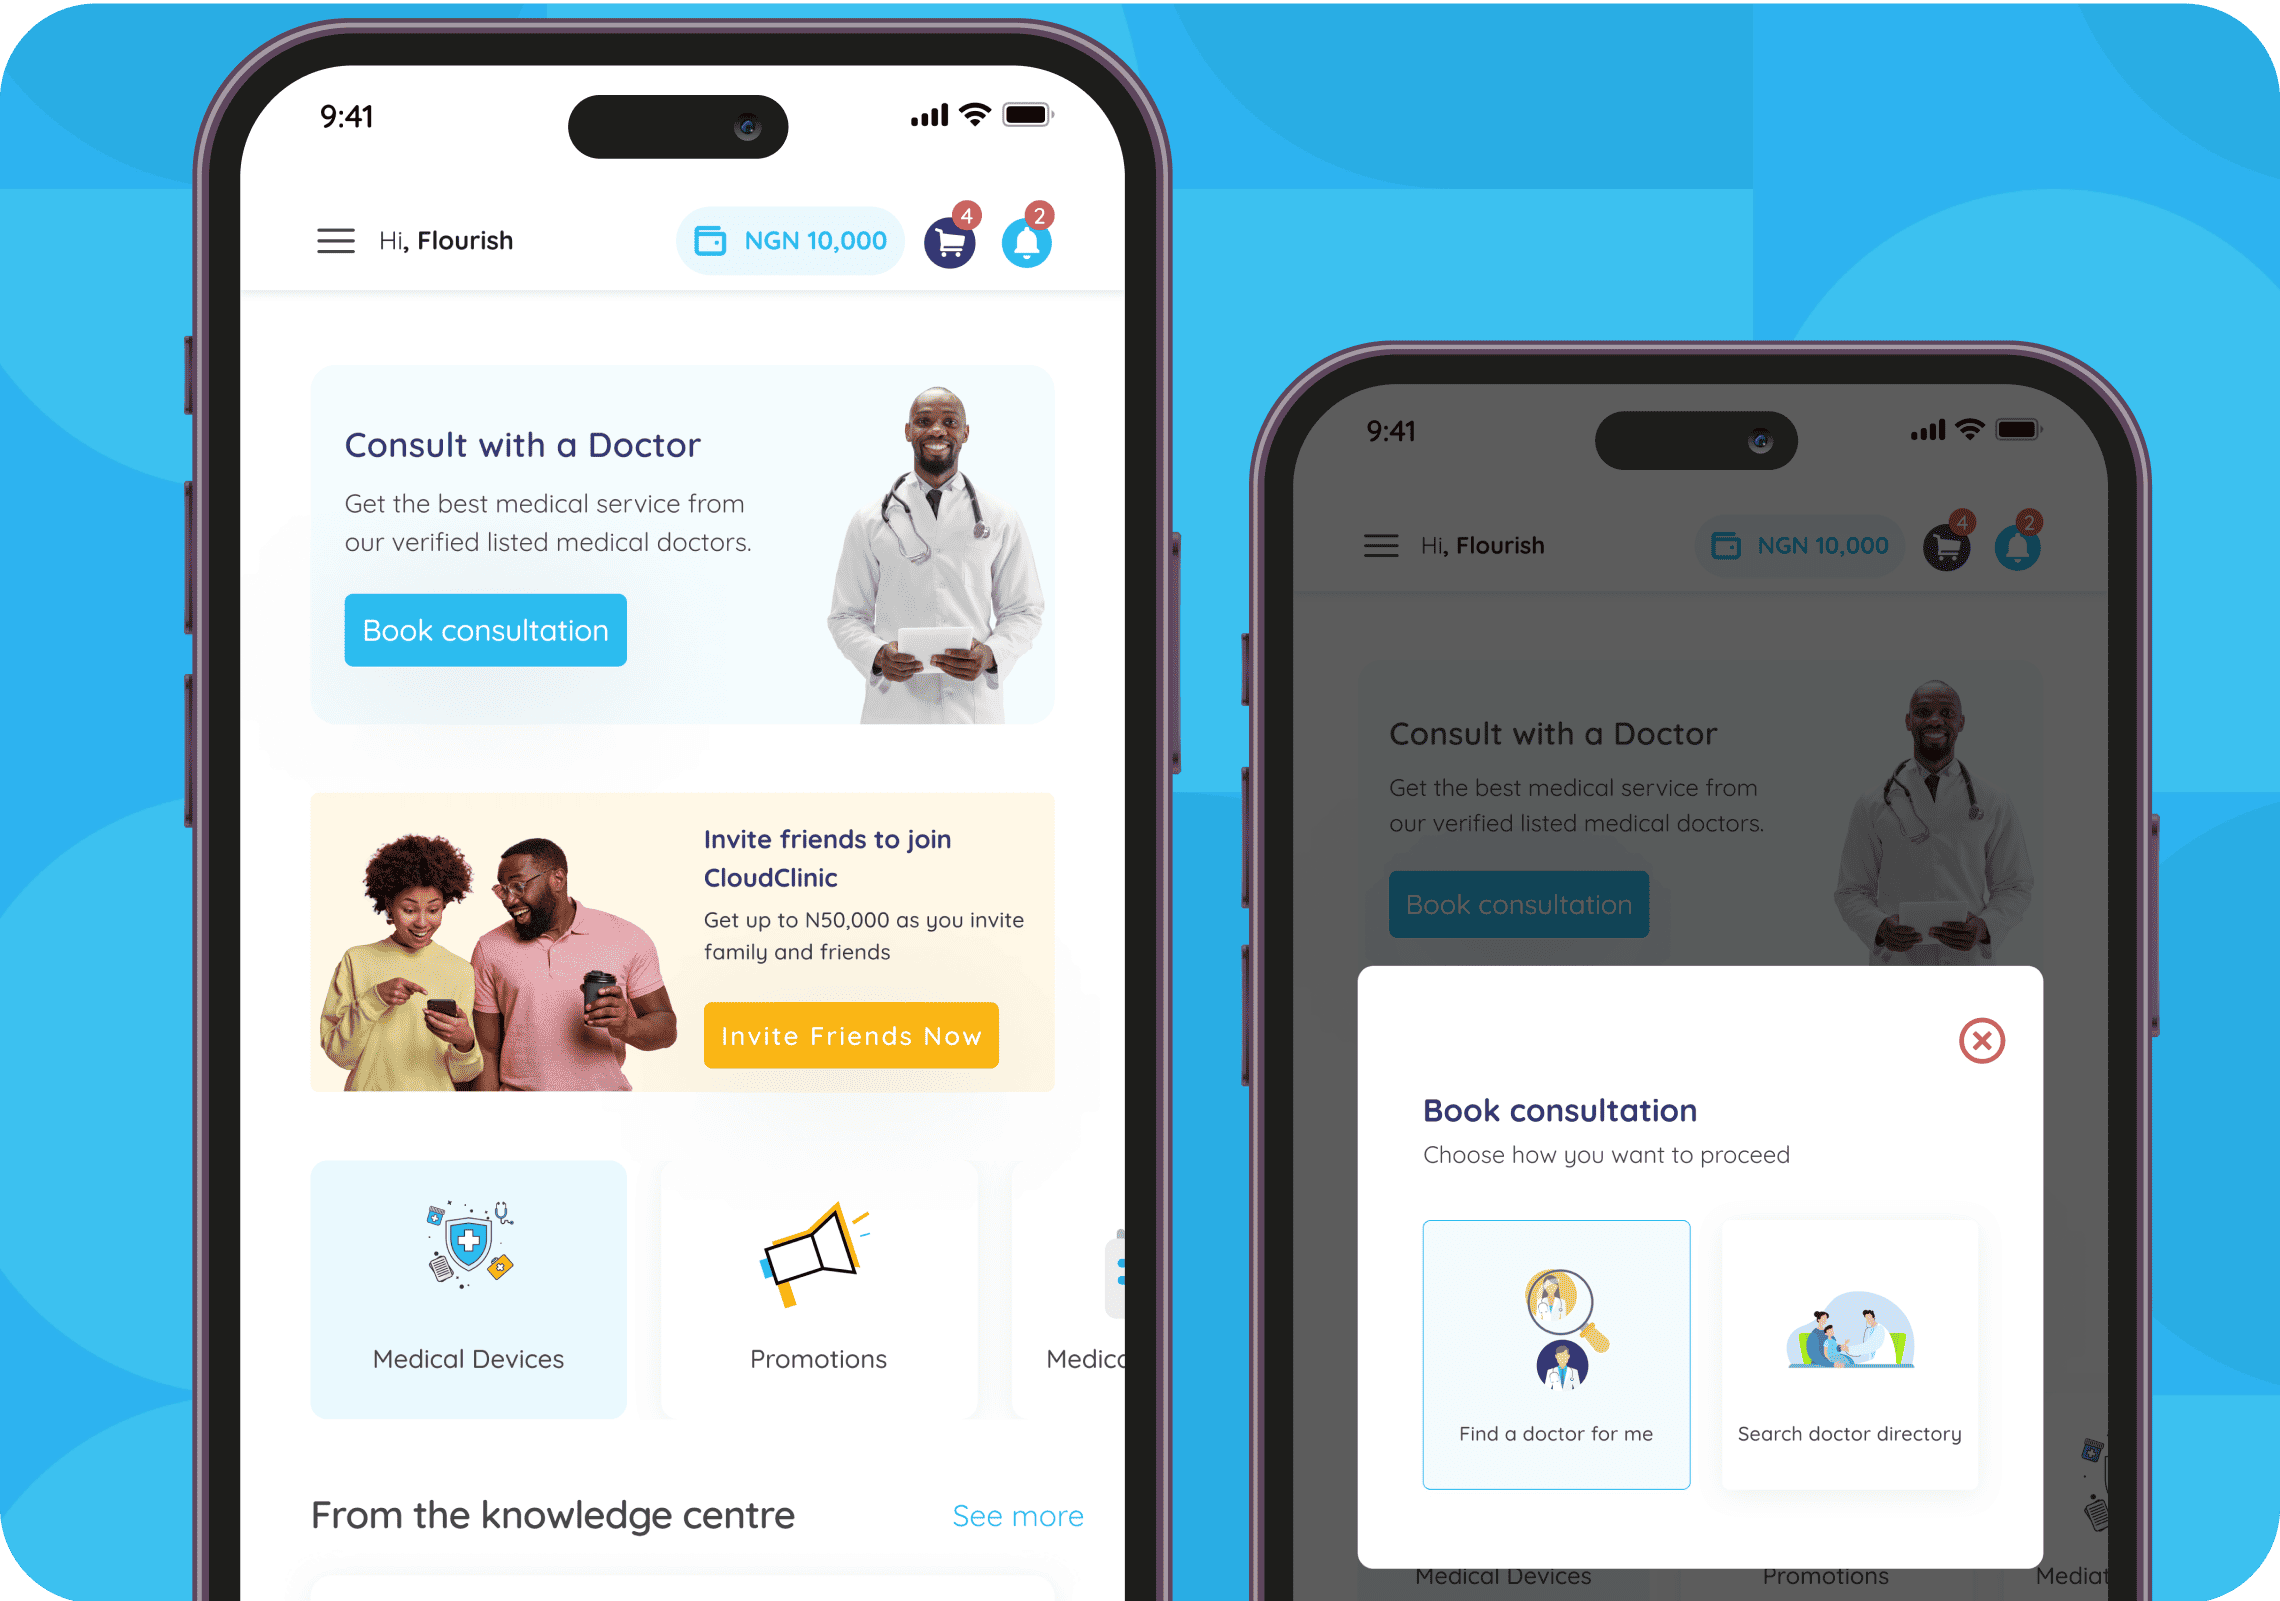 9:41
Hi, Flourish
NGN 10,000
4
2
Consult with a Doctor
Get the best medical service from
our verified listed medical doctors.
Book consultation
Invite friends to join
CloudClinic
Get up to N50,000 as you invite
family and friends
Invite Friends Now
Medical Devices
Promotions
Medic
From the knowledge centre
See more
9:41
Hi, Flourish
NGN 10,000
4
2
Consult with a Doctor
Get the best medical service from
our verified listed medical doctors.
Book consultation
Book consultation
Choose how you want to proceed
Find a doctor for me
Search doctor directory
Medical Devices
Promotions
Mediat